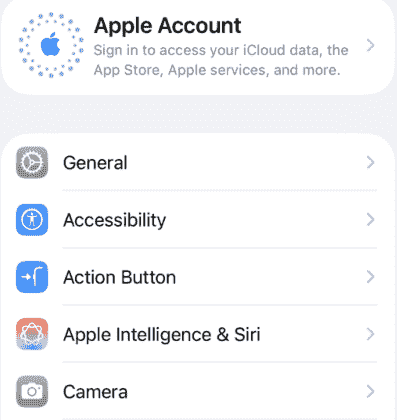 Apple Account
Sign in to access your iCloud data, the
App Store, Apple services, and more.
General
Accessibility
Action Button
Apple Intelligence & Siri
Camera